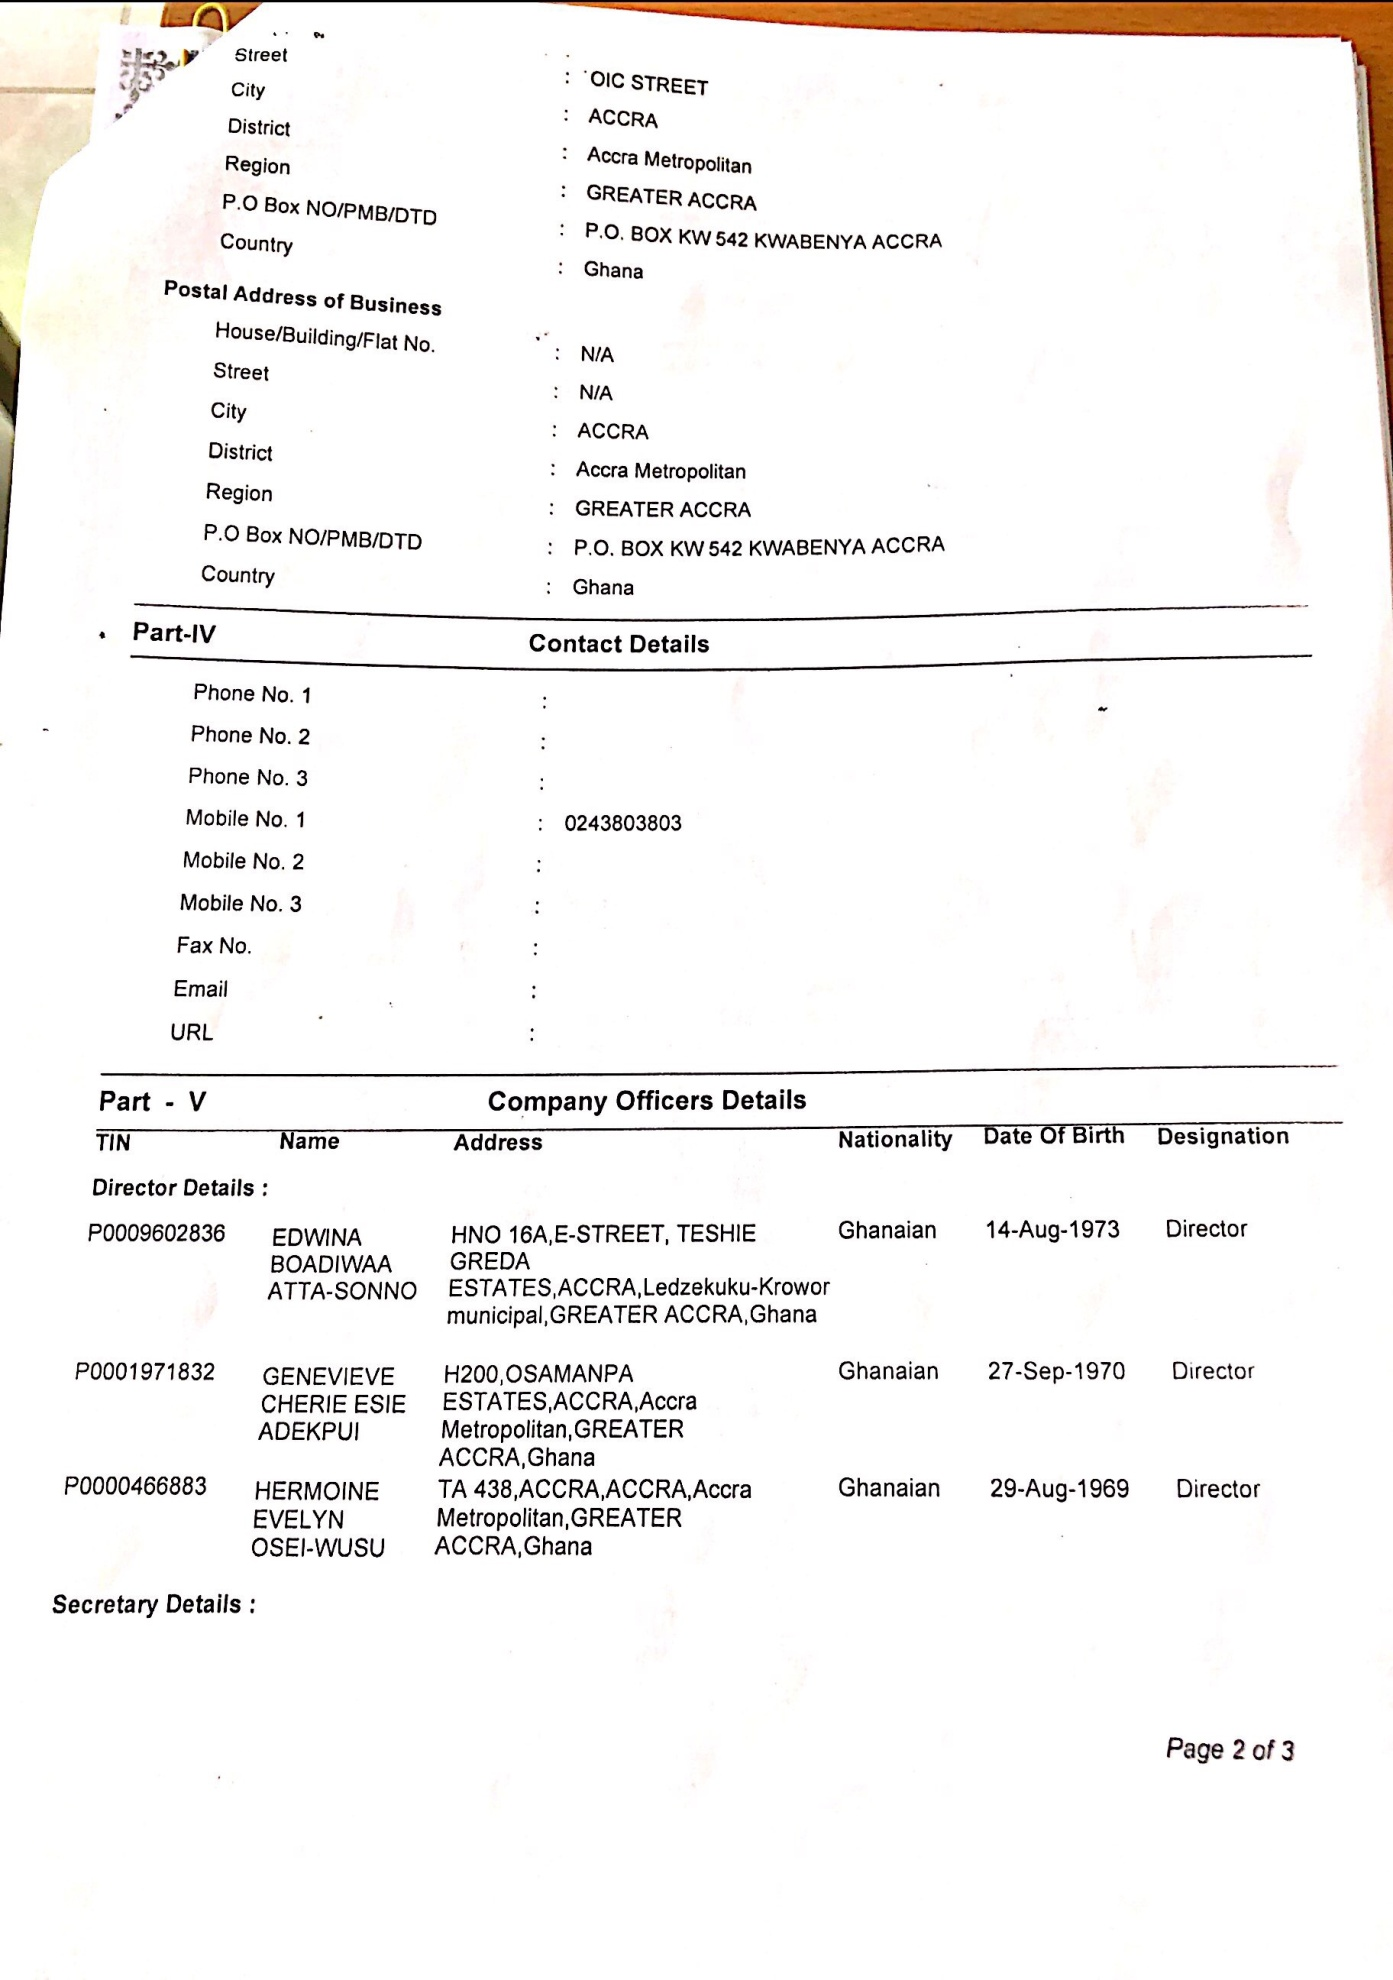 Street : OIC STREET
City : ACCRA
District : Accra Metropolitan
Region : GREATER ACCRA
P.O Box NO/PMB/DTD : P.O. BOX KW 542 KWABENYA ACCRA
Country : Ghana
Postal Address of Business
House/Building/Flat No. : N/A
Street : N/A
City : ACCRA
District : Accra Metropolitan
Region : GREATER ACCRA
P.O Box NO/PMB/DTD : P.O. BOX KW 542 KWABENYA ACCRA
Country : Ghana
Part-IV Contact Details
Phone No. 1 :
Phone No. 2 :
Phone No. 3 :
Mobile No. 1 : 0243803803
Mobile No. 2 :
Mobile No. 3 :
Fax No. :
Email :
URL :
Part - V Company Officers Details
TIN Name Address Nationality Date Of Birth Designation
Director Details :
P0009602836 EDWINA HNO 16A,E-STREET, TESHIE Ghanaian 14-Aug-1973 Director
BOADIWAA GREDA
ATTA-SONNO ESTATES,ACCRA,Ledzekuku-Krowor
municipal,GREATER ACCRA,Ghana
P0001971832 GENEVIEVE H200,OSAMANPA Ghanaian 27-Sep-1970 Director
CHERIE ESIE ESTATES,ACCRA,Accra
ADEKPUI Metropolitan,GREATER
ACCRA,Ghana
P0000466883 HERMOINE TA 438,ACCRA,ACCRA,Accra Ghanaian 29-Aug-1969 Director
EVELYN Metropolitan,GREATER
OSEI-WUSU ACCRA,Ghana
Secretary Details :
Page 2 of 3